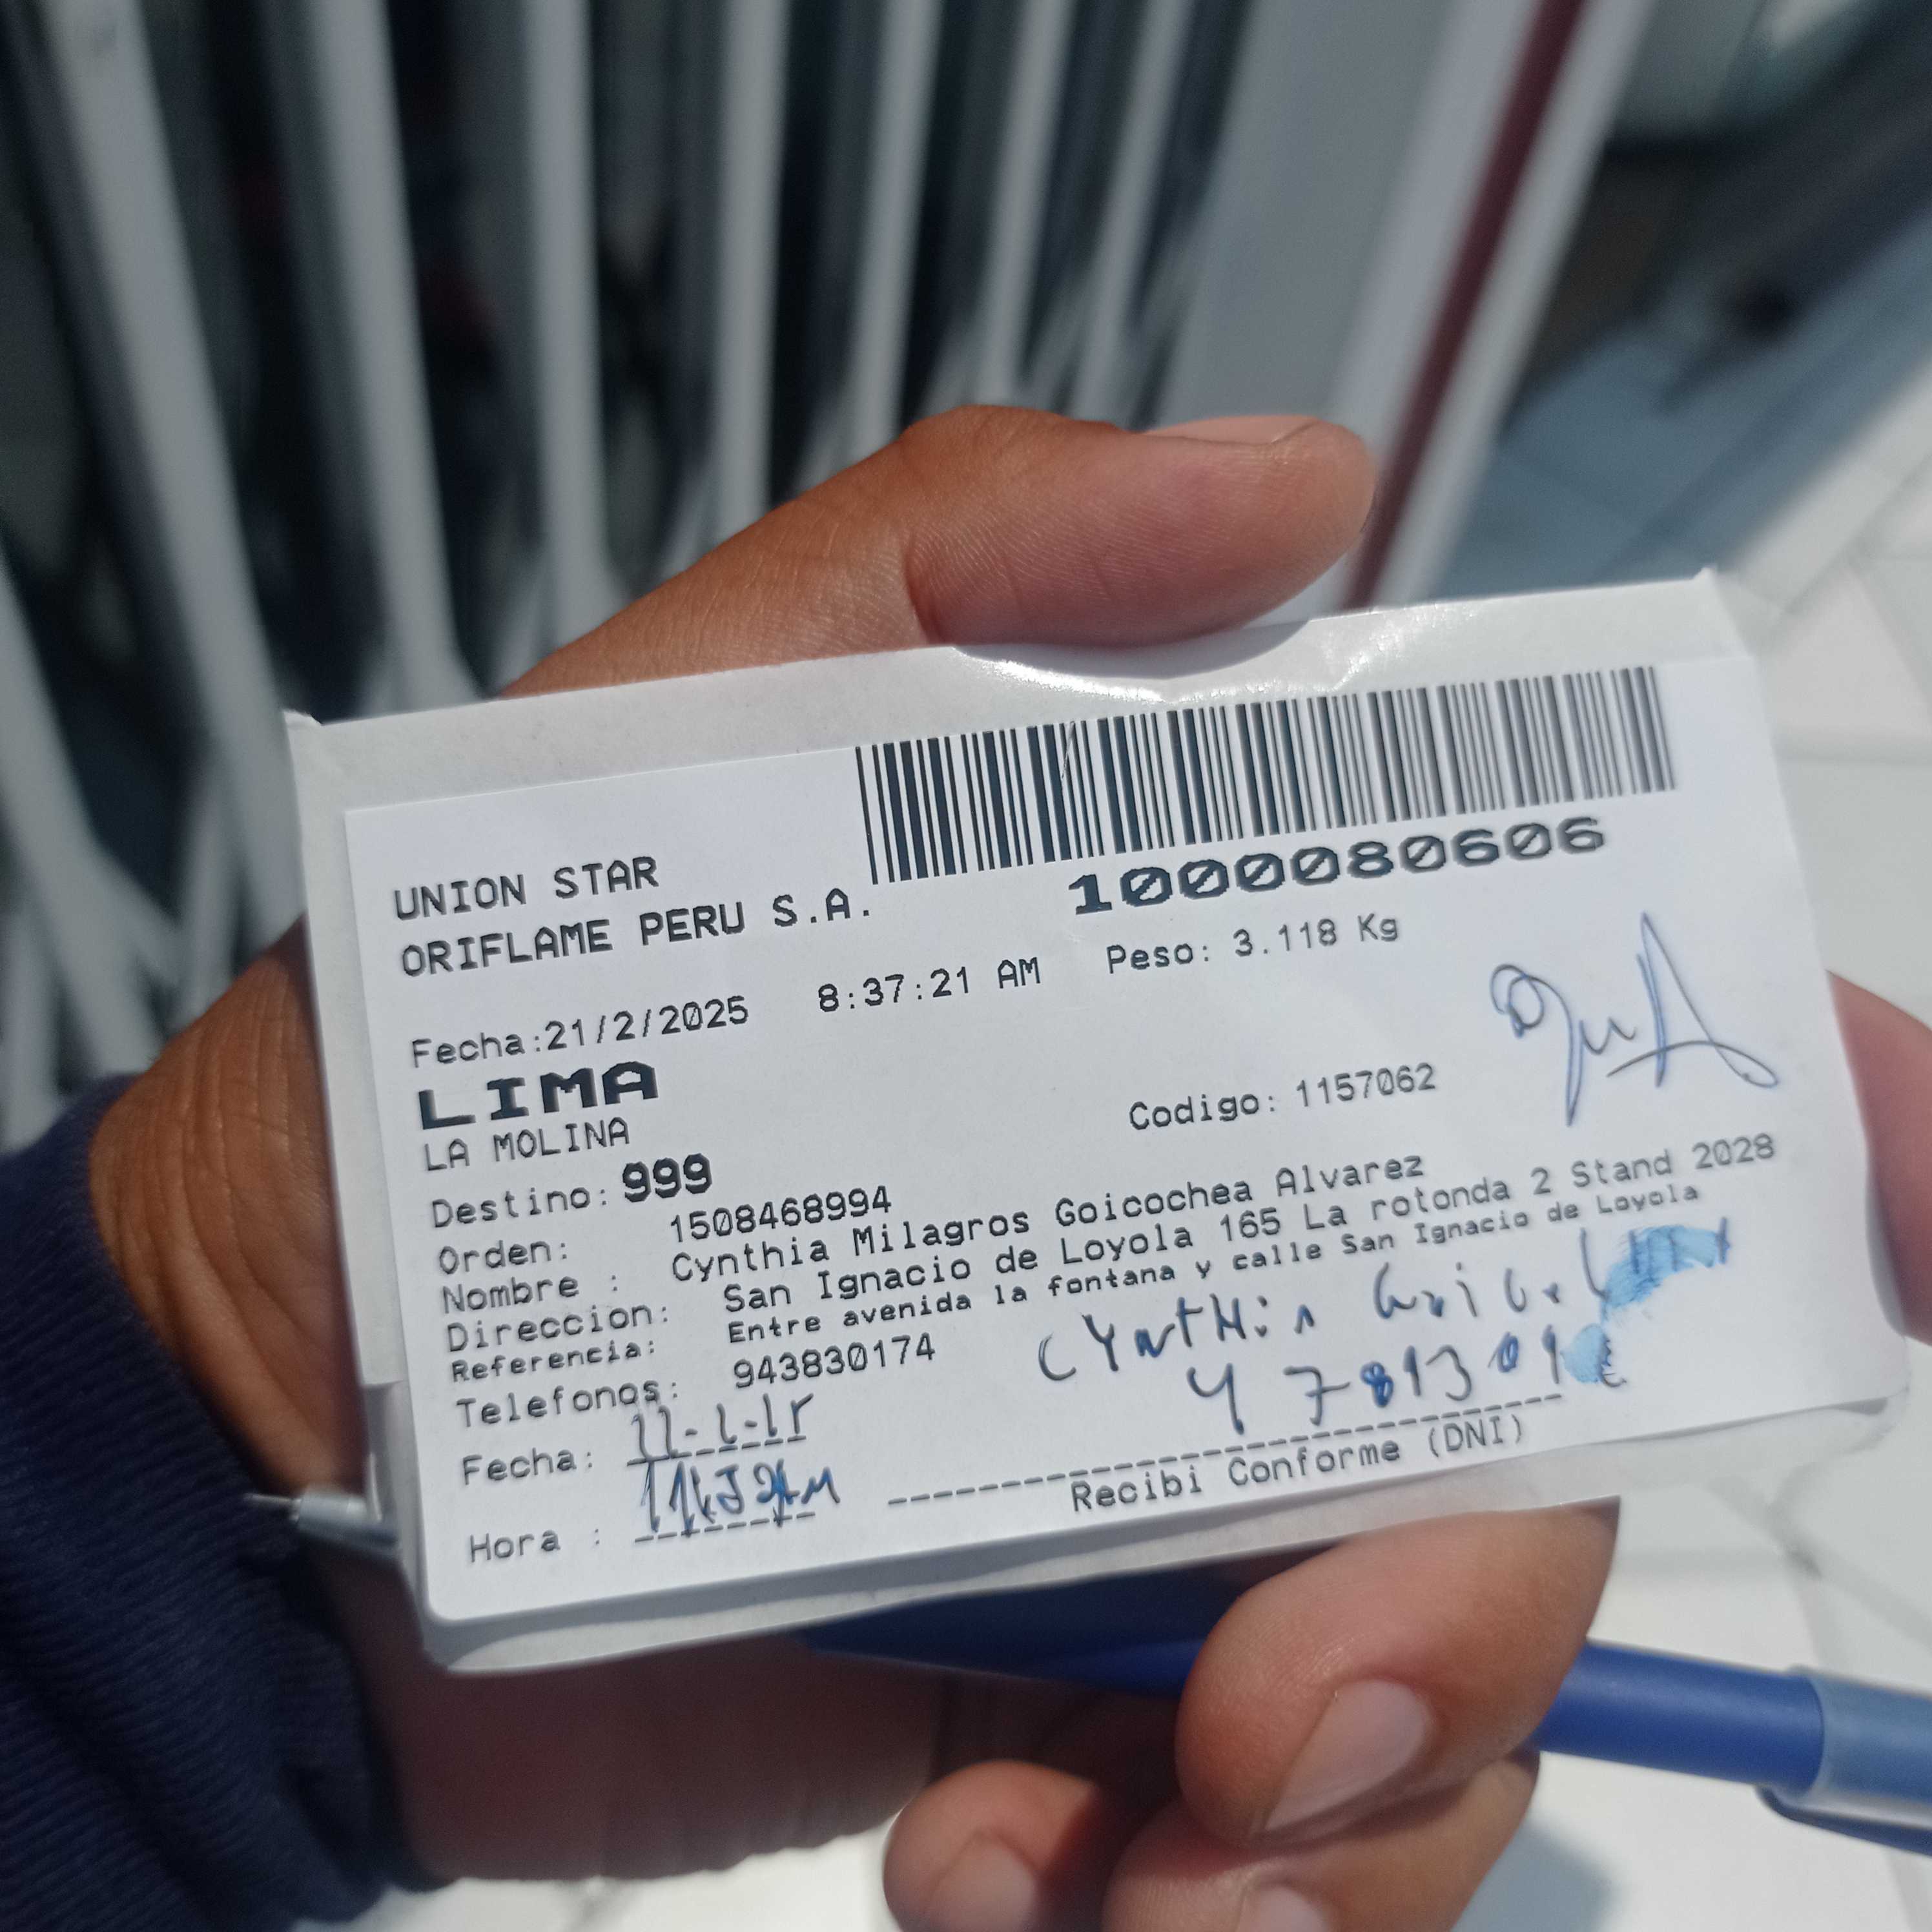 UNION STAR
ORIFLAME PERU S.A.
1000080606
Fecha:21/2/2025 8:37:21 AM Peso: 3.118 Kg
LIMA
LA MOLINA
Codigo: 1157062
Destino: 999
Orden: 1508468994
Nombre : Cynthia Milagros Goicochea Alvarez
Direccion: San Ignacio de Loyola 165 La rotonda 2 Stand 2028
Referencia: Entre avenida la fontana y calle San Ignacio de Loyola
Telefonos: 943830174
Cynthia
Fecha:
Hora :
Recibi Conforme (DNI)